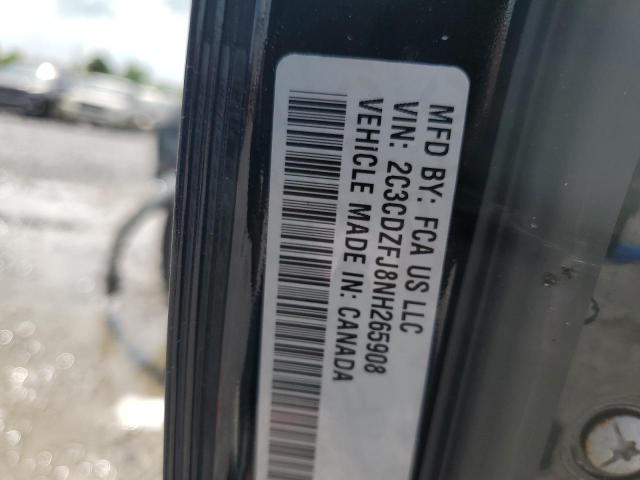 MFD BY: FCA US LLC
VIN: 2C3CDZFJ8NH265908
VEHICLE MADE IN: CANADA